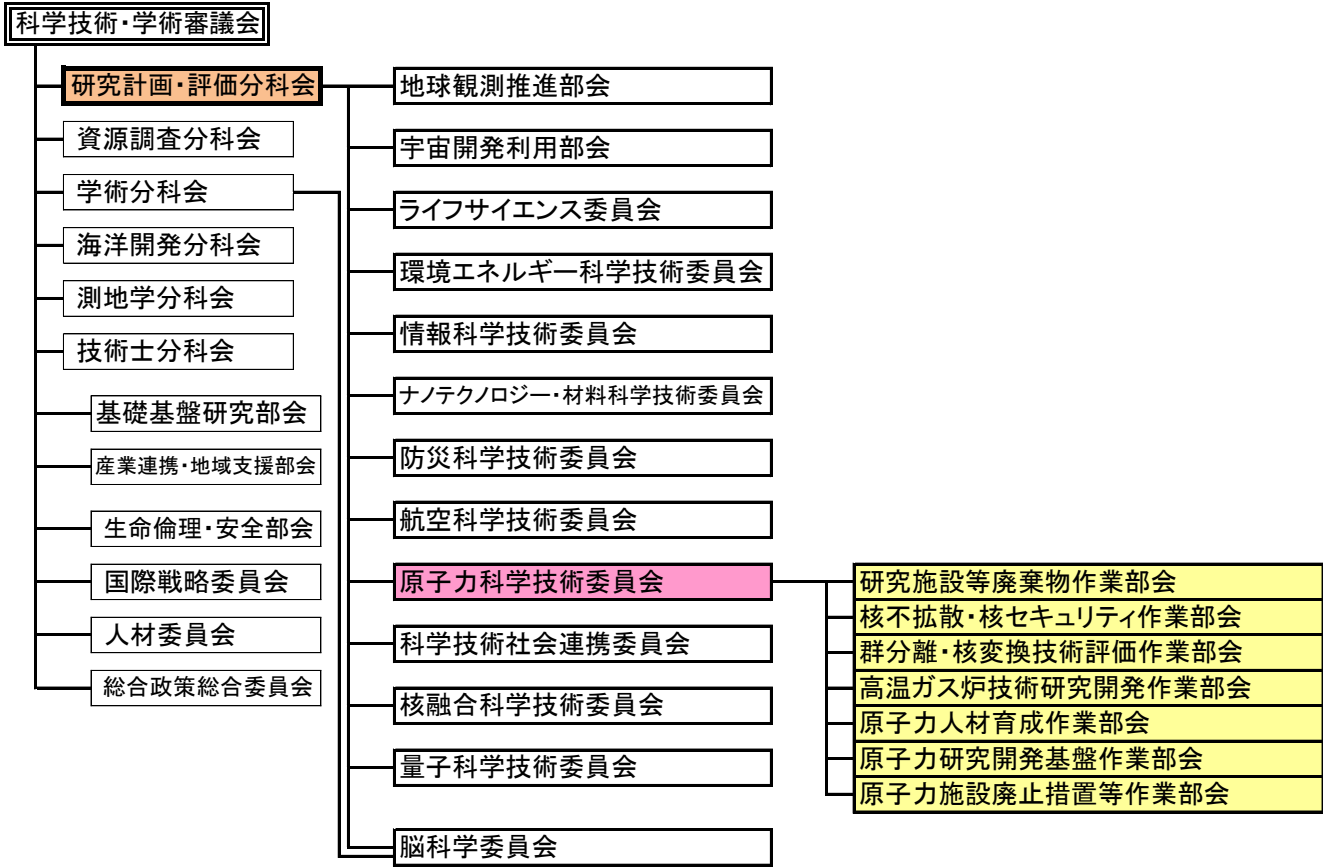 科学技術・学術審議会
研究計画・評価分科会
資源調査分科会
学術分科会
海洋開発分科会
測地学分科会
技術士分科会
基礎基盤研究部会
産業連携・地域支援部会
生命倫理・安全部会
国際戦略委員会
人材委員会
総合政策総合委員会
地球観測推進部会
宇宙開発利用部会
ライフサイエンス委員会
環境エネルギー科学技術委員会
情報科学技術委員会
ナノテクノロジー・材料科学技術委員会
防災科学技術委員会
航空科学技術委員会
原子力科学技術委員会
科学技術社会連携委員会
核融合科学技術委員会
量子科学技術委員会
脳科学委員会
研究施設等廃棄物作業部会
核不拡散・核セキュリティ作業部会
群分離・核変換技術評価作業部会
高温ガス炉技術研究開発作業部会
原子力人材育成作業部会
原子力研究開発基盤作業部会
原子力施設廃止措置等作業部会